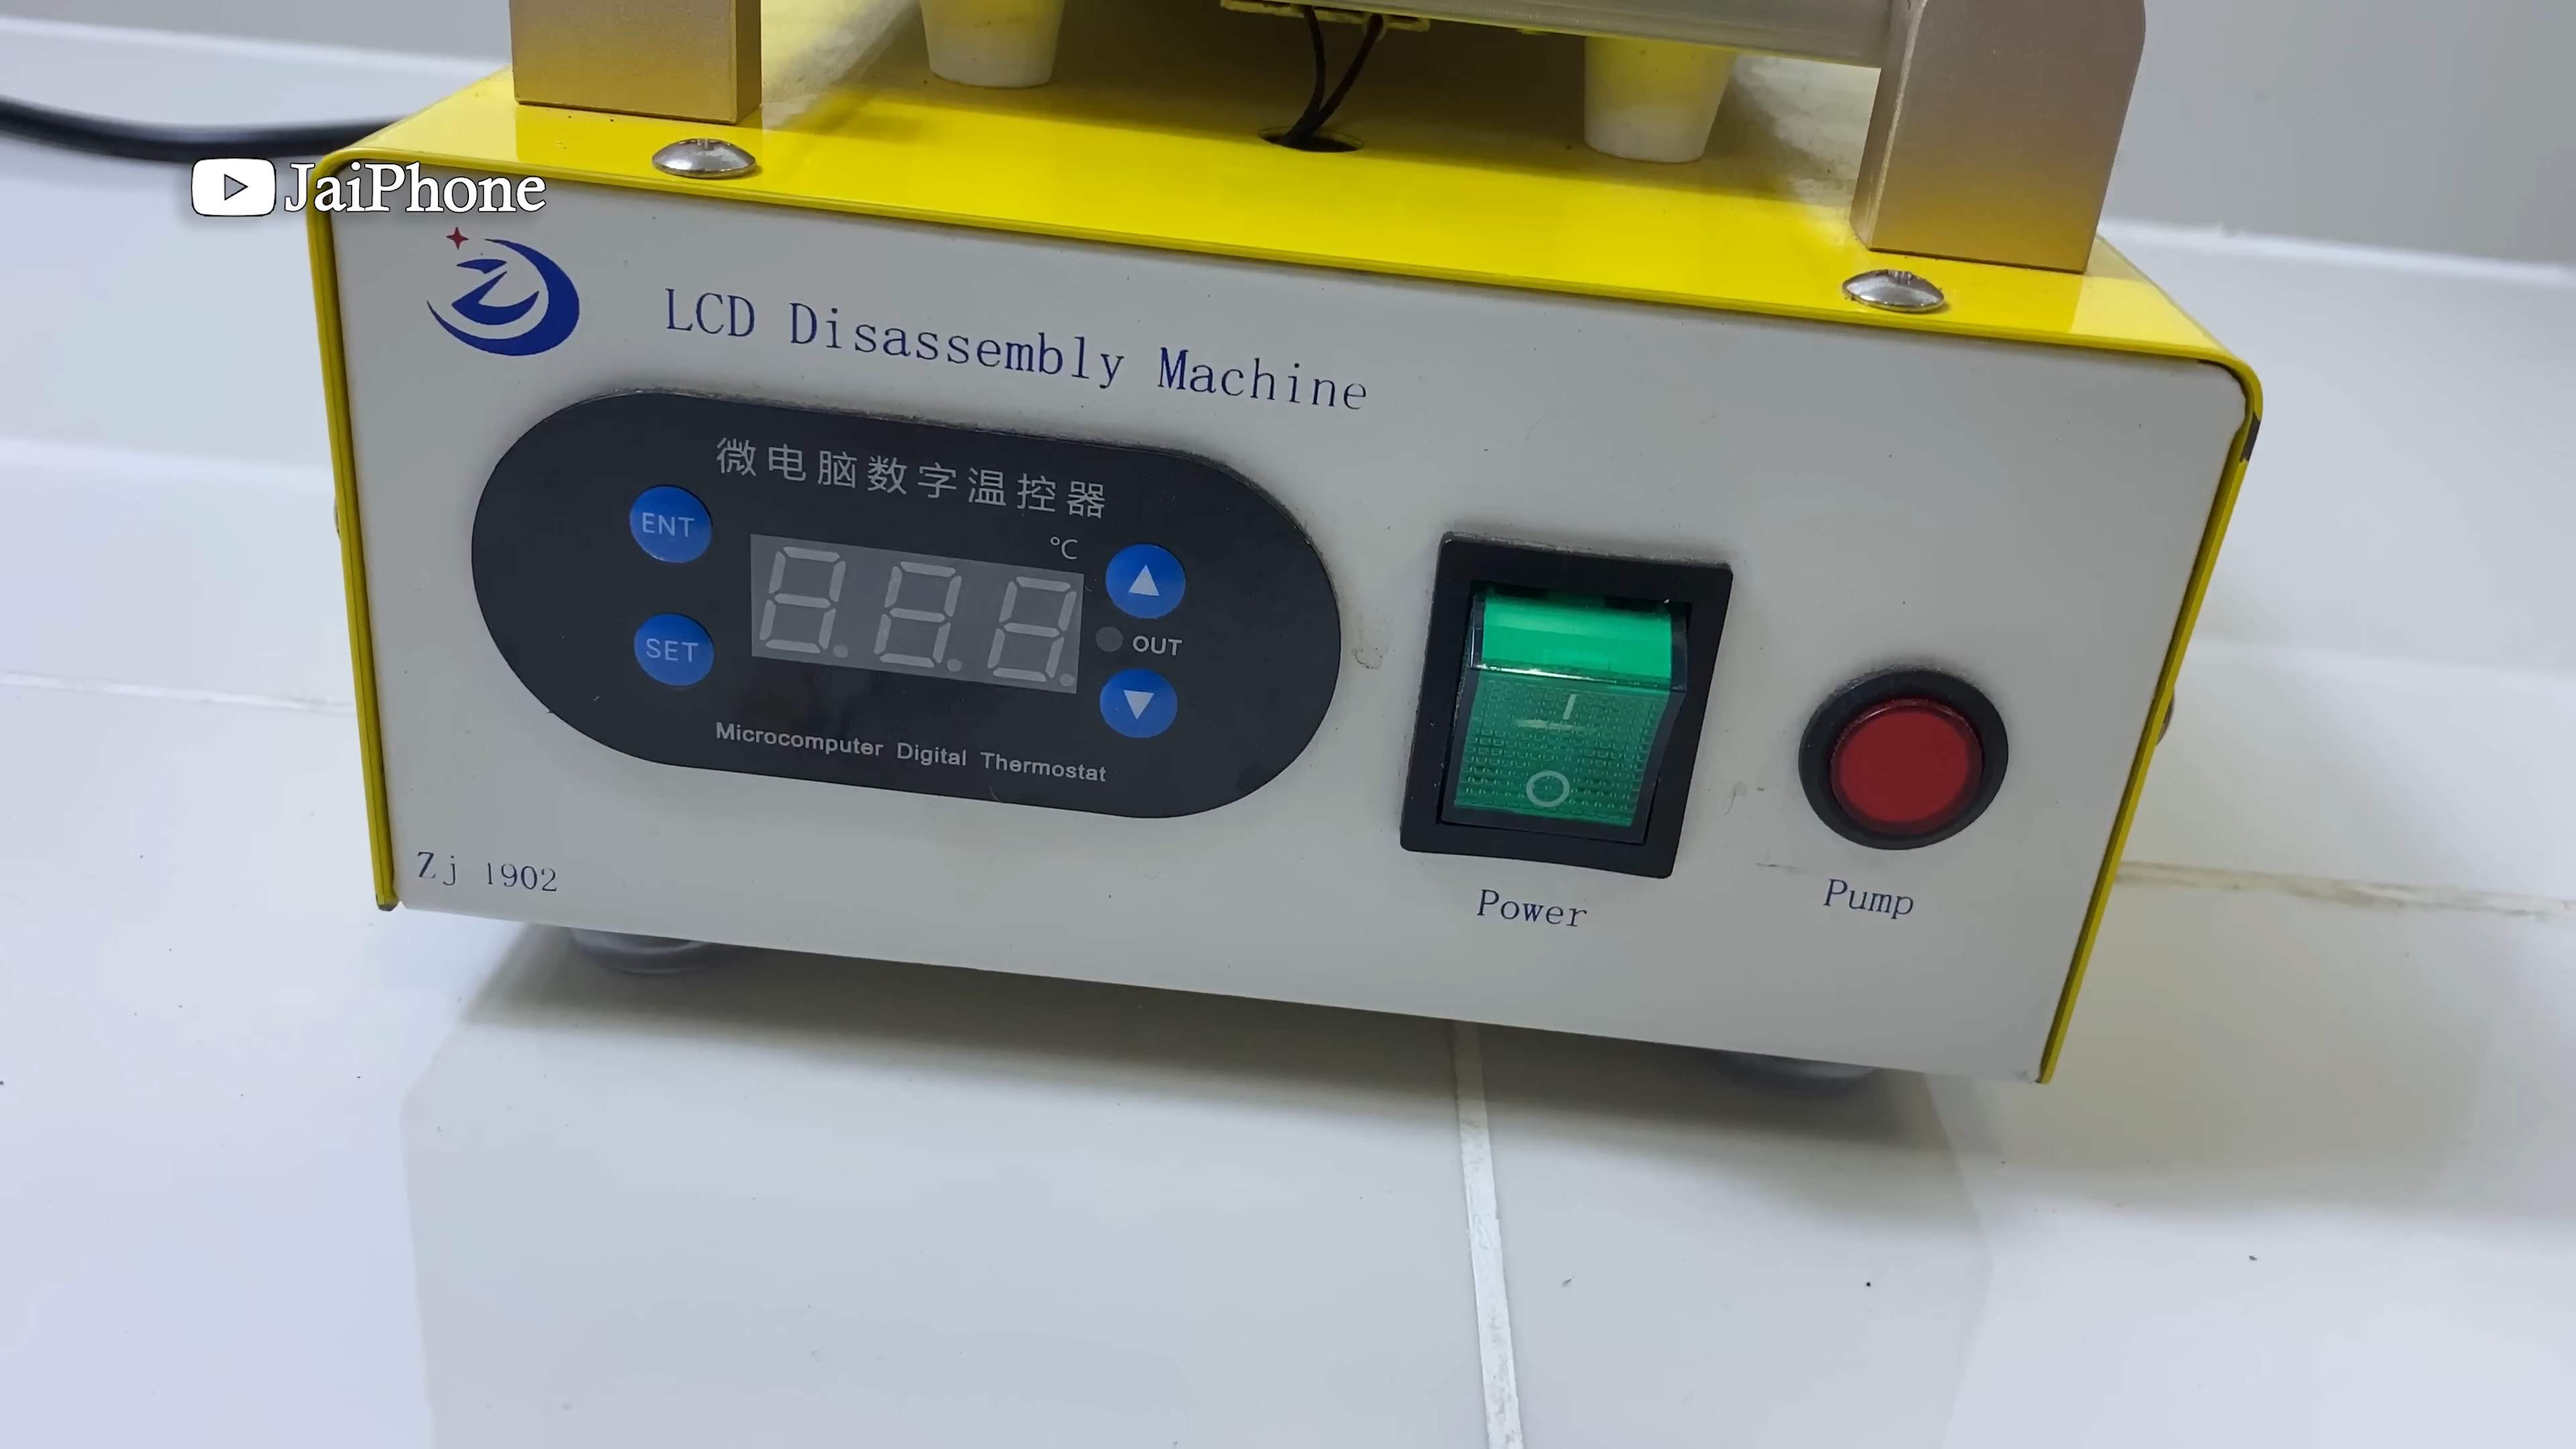 JaiPhone
LCD Disassembly Machine
微电脑数字温控器
℃
ENT
SET
OUT
Microcomputer Digital Thermostat
Zj 1902
Power
Pump